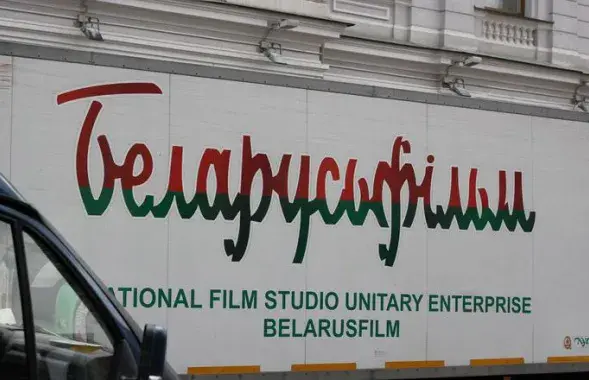 Беларусьфільм
ATIONAL FILM STUDIO UNITARY ENTERPRISE
BELARUSFILM